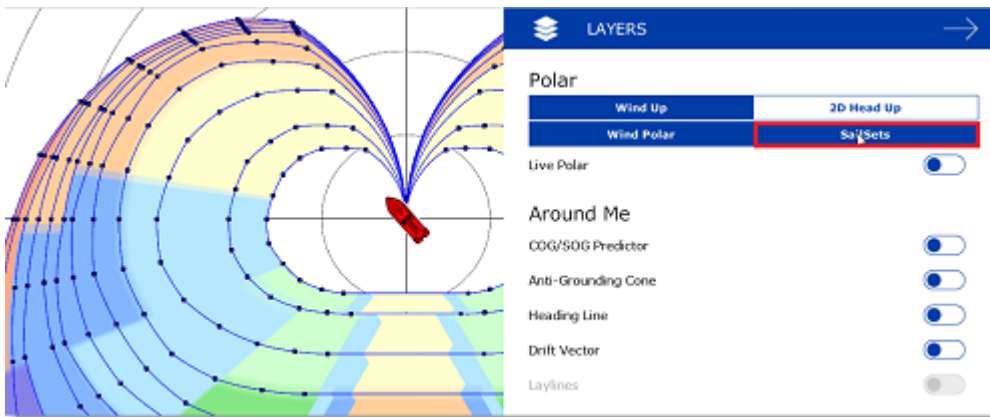 LAYERS
Polar
Wind Up 2D Head Up
Wind Polar SailSets
Live Polar
Around Me
COG/SOG Predictor
Anti-Grounding Cone
Heading Line
Drift Vector
Laylines